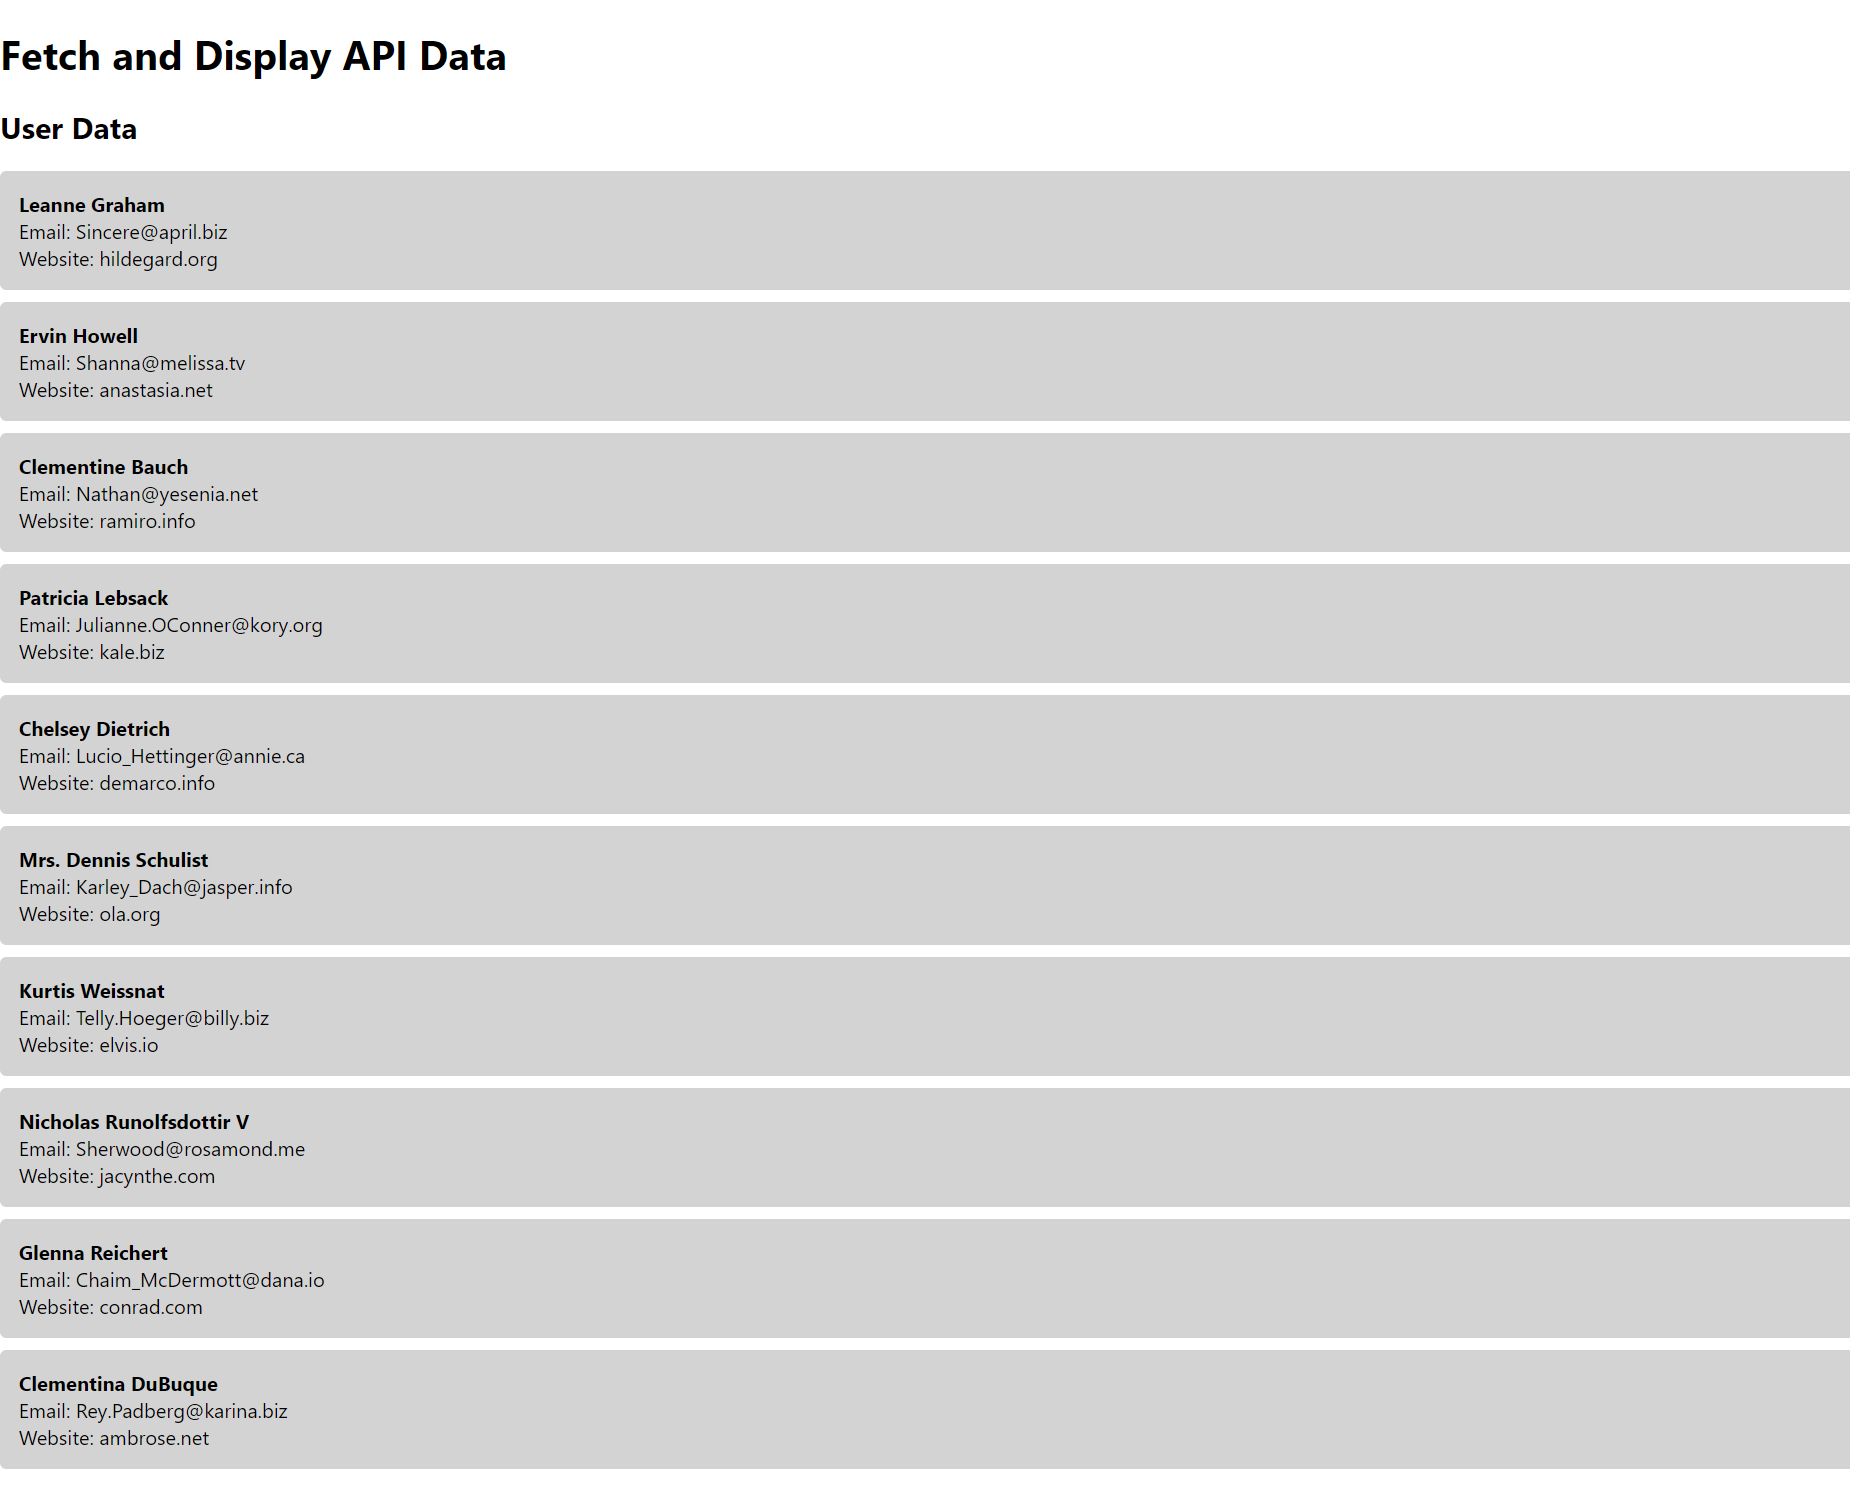 Fetch and Display API Data
User Data
Leanne Graham
Email: Sincere@april.biz
Website: hildegard.org
Ervin Howell
Email: Shanna@melissa.tv
Website: anastasia.net
Clementine Bauch
Email: Nathan@yesenia.net
Website: ramiro.info
Patricia Lebsack
Email: Julianne.OConner@kory.org
Website: kale.biz
Chelsey Dietrich
Email: Lucio_Hettinger@annie.ca
Website: demarco.info
Mrs. Dennis Schulist
Email: Karley_Dach@jasper.info
Website: ola.org
Kurtis Weissnat
Email: Telly.Hoeger@billy.biz
Website: elvis.io
Nicholas Runolfsdottir V
Email: Sherwood@rosamond.me
Website: jacynthe.com
Glenna Reichert
Email: Chaim_McDermott@dana.io
Website: conrad.com
Clementina DuBuque
Email: Rey.Padberg@karina.biz
Website: ambrose.net